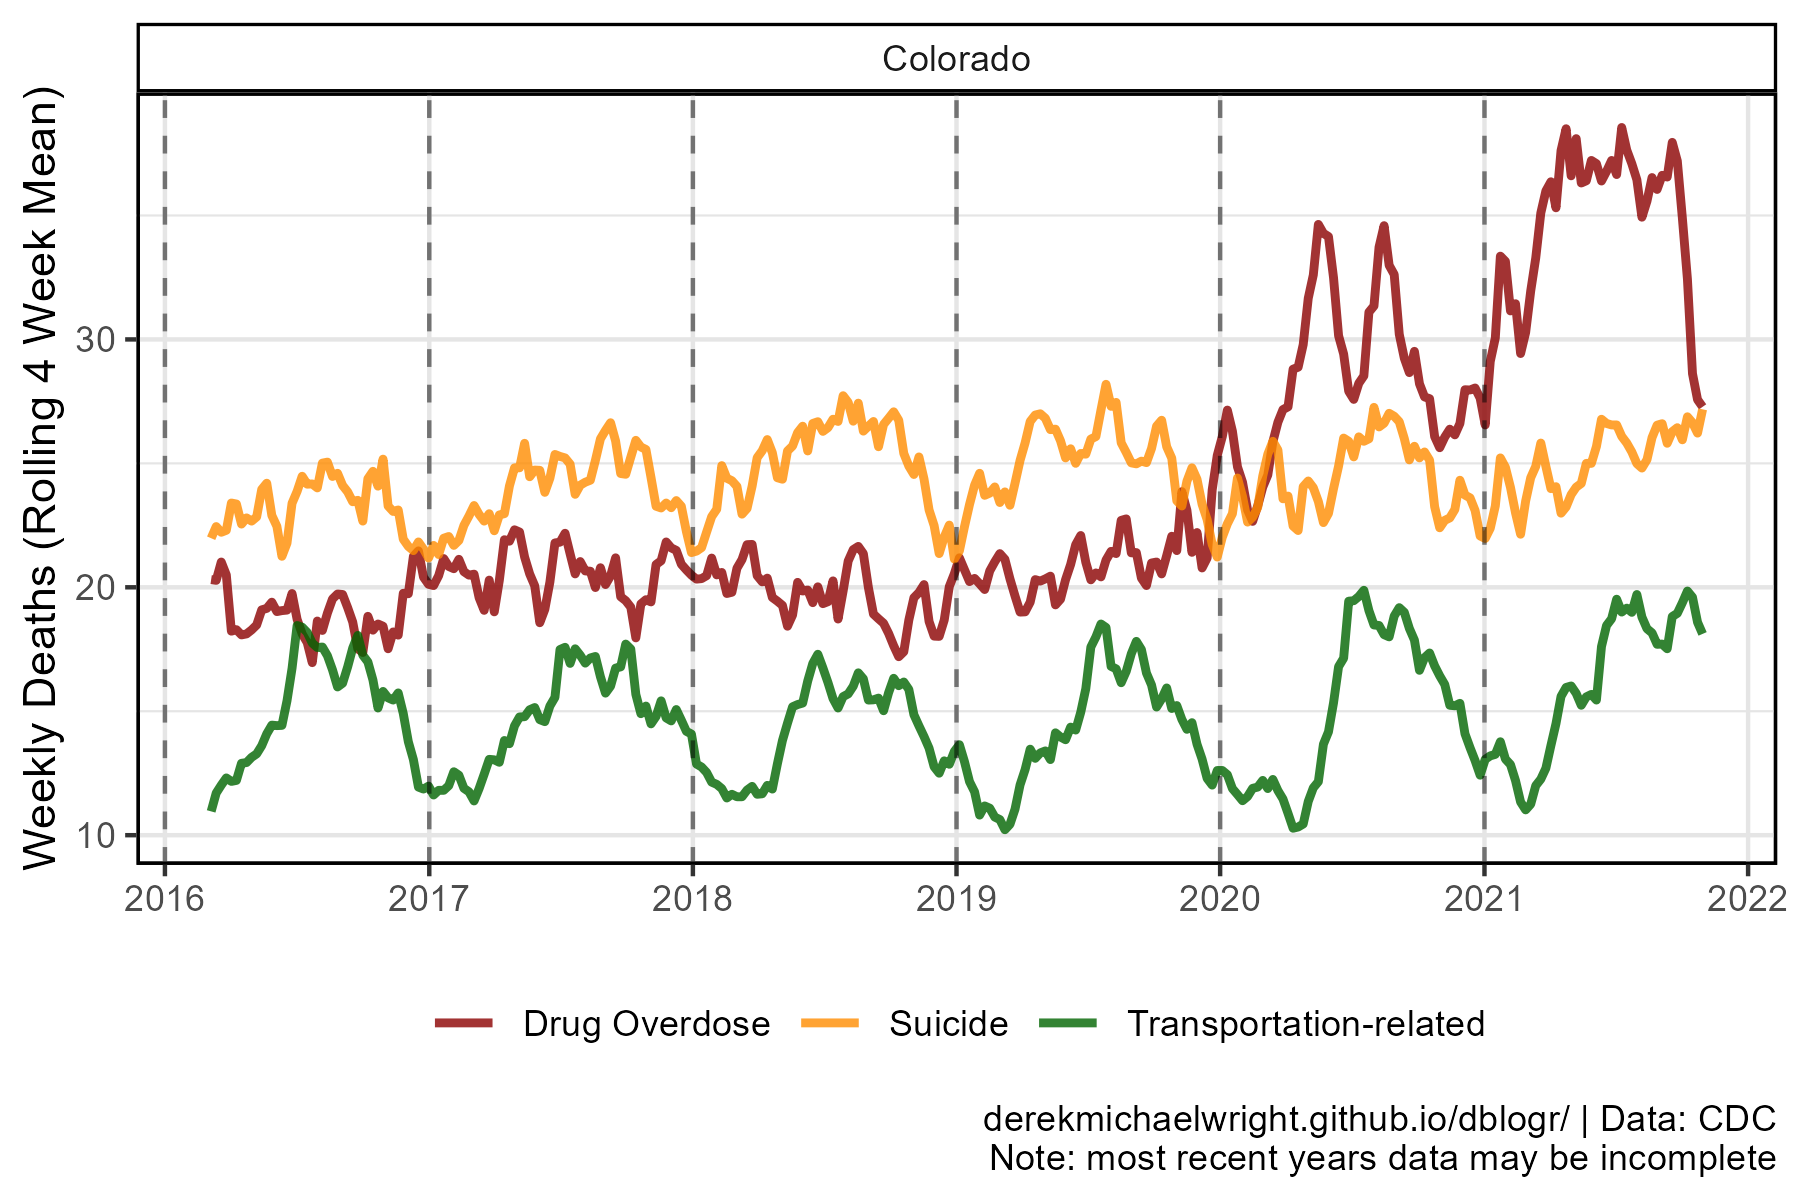 Colorado
Weekly Deaths (Rolling 4 Week Mean)
30
20
10
2016 2017 2018 2019 2020 2021 2022
Drug Overdose Suicide Transportation-related
derekmichaelwright.github.io/dblogr/ | Data: CDC
Note: most recent years data may be incomplete